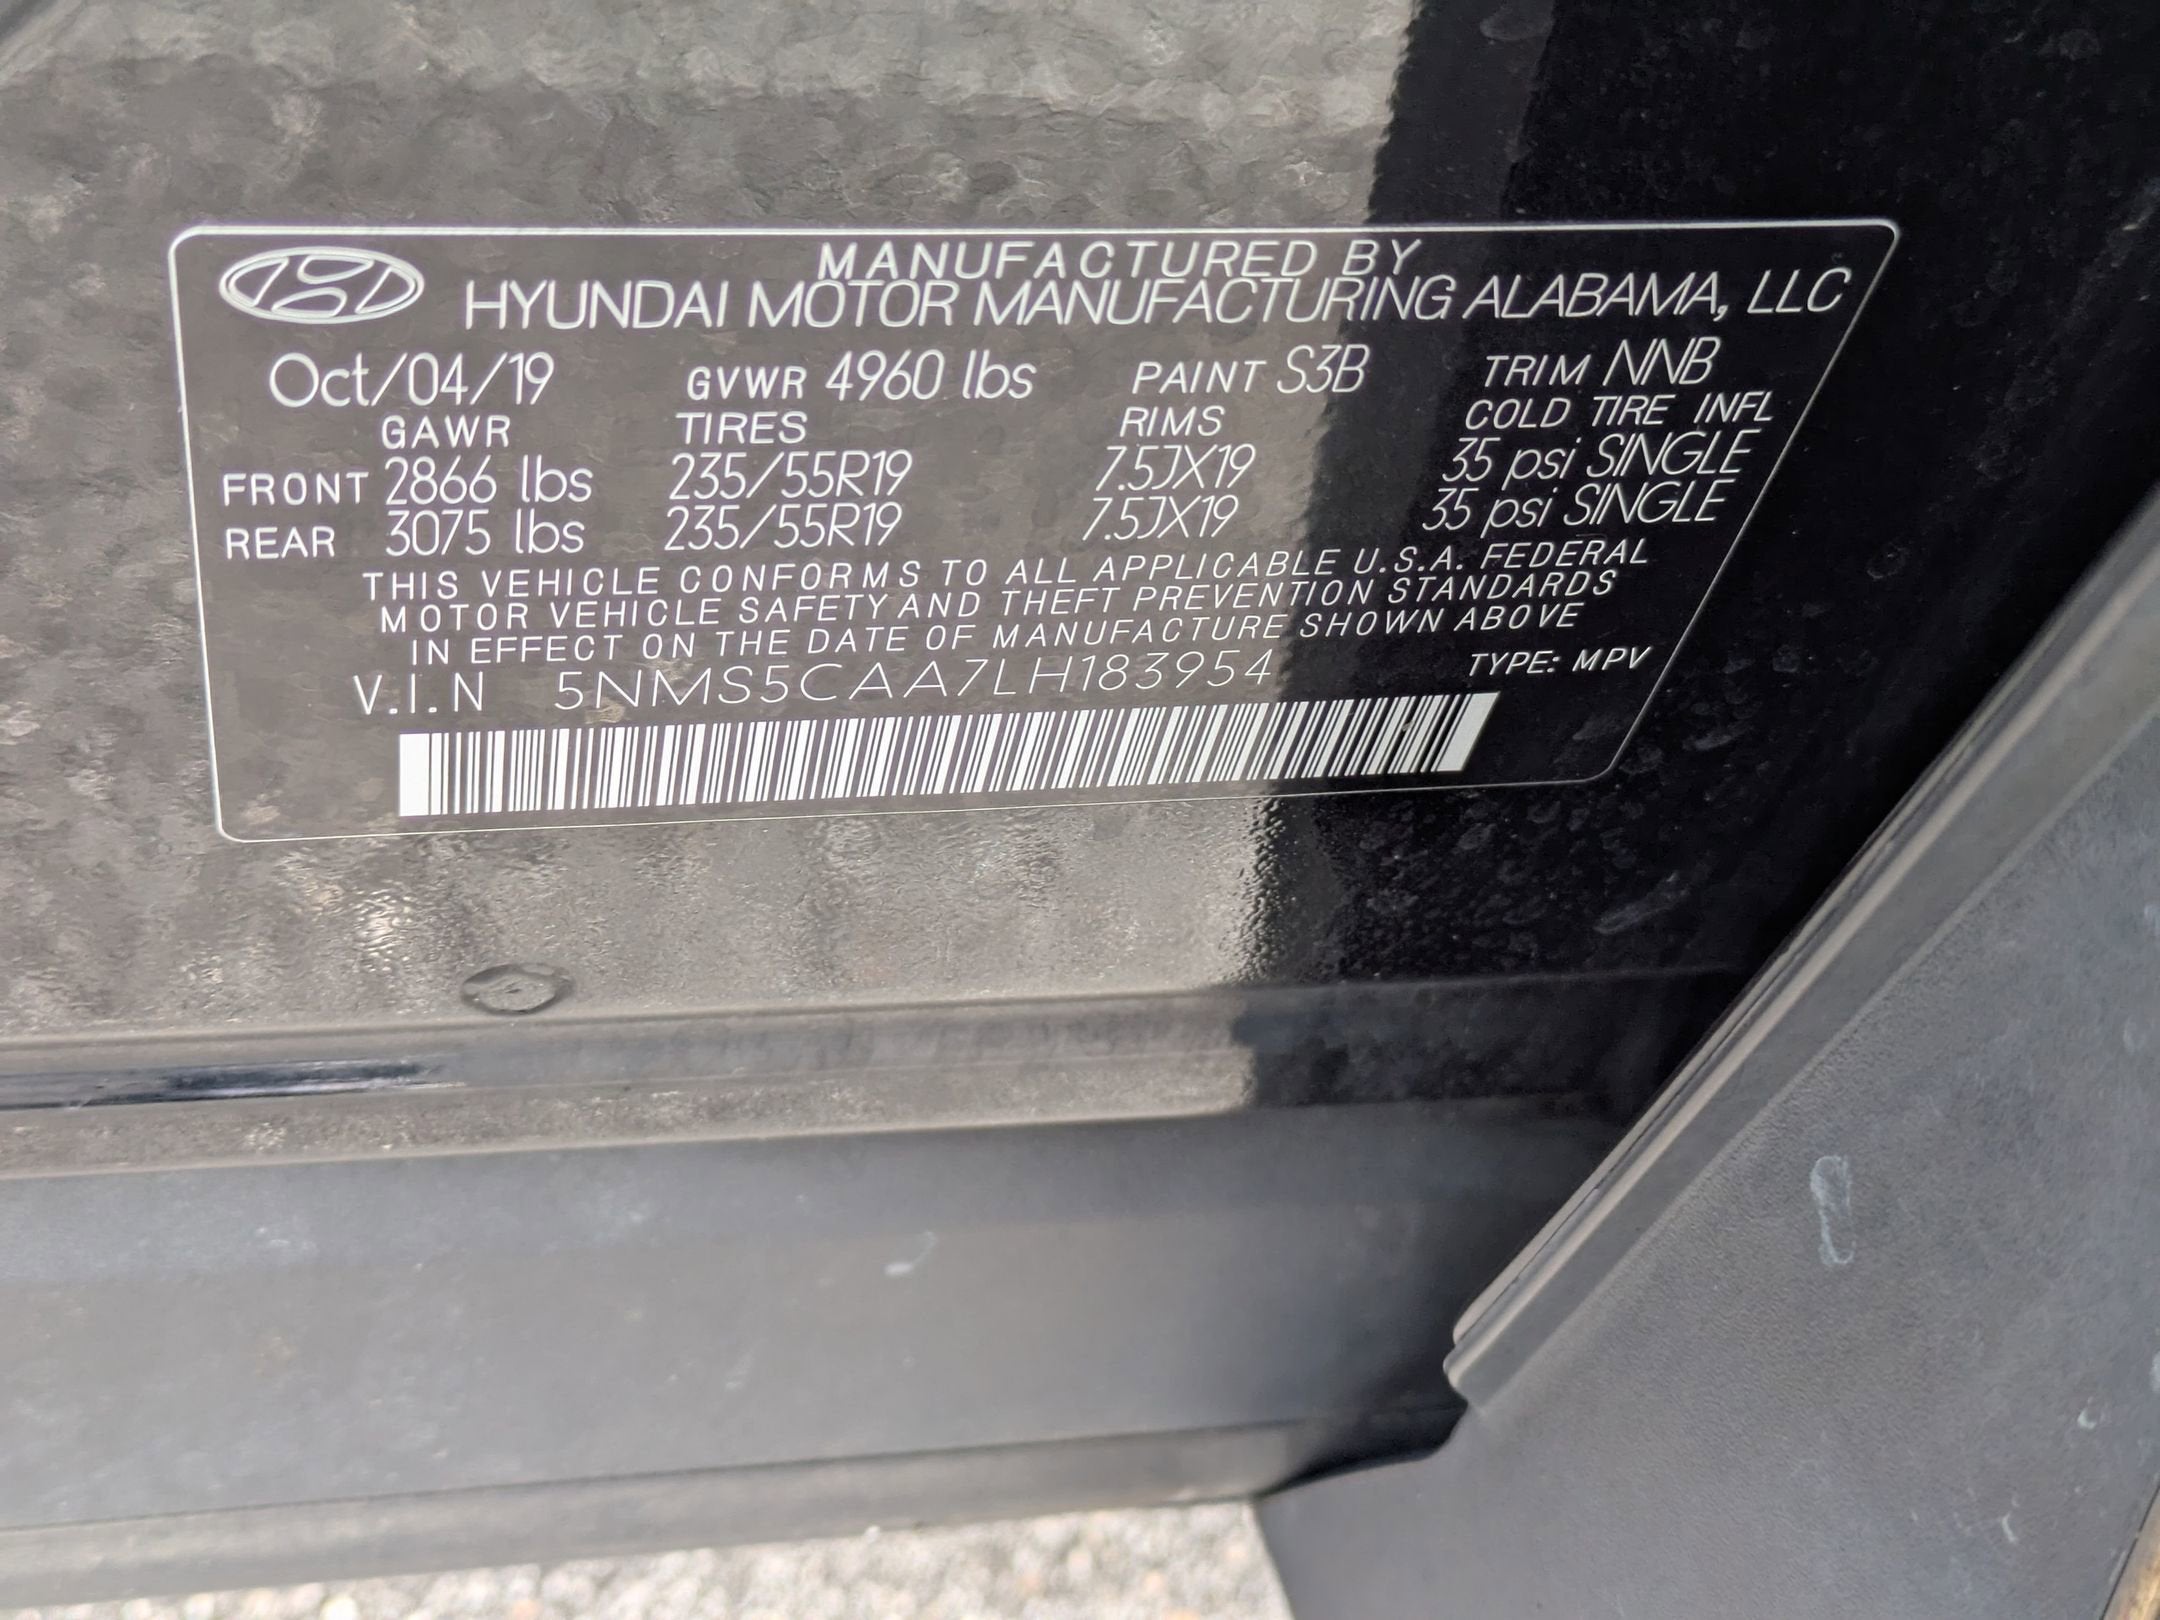 MANUFACTURED BY
HYUNDAI MOTOR MANUFACTURING ALABAMA, LLC
Oct/04/19 GVWR 4960 lbs PAINT S3B TRIM NNB
GAWR TIRES RIMS COLD TIRE INFL
FRONT 2866 lbs 235/55R19 7.5JX19 35 psi SINGLE
REAR 3075 lbs 235/55R19 7.5JX19 35 psi SINGLE
THIS VEHICLE CONFORMS TO ALL APPLICABLE U.S.A. FEDERAL
MOTOR VEHICLE SAFETY AND THEFT PREVENTION STANDARDS
IN EFFECT ON THE DATE OF MANUFACTURE SHOWN ABOVE
V.I.N 5NMS5CAA7LH183954 TYPE: MPV